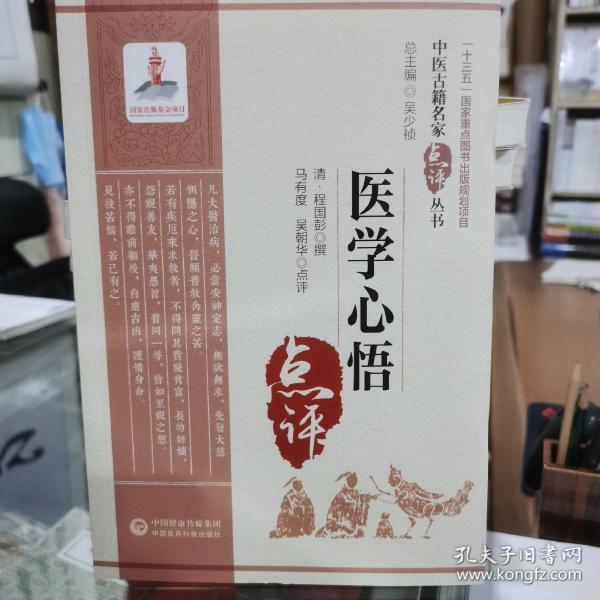 「十三五」国家重点图书出版规划项目
中医古籍名家点评丛书
总主编◎吴少祯
医学心悟
点评
清·程国彭◎撰
马有度 吴朝华◎点评
国家出版基金项目
凡大醫治病，必當安神定志，無欲無求，先發大慈
惻隱之心，誓願普救含靈之苦。
若有疾厄來求救者，不得問其貴賤貧富，長幼妍媸，
怨親善友，華夷愚智，普同一等，皆如至親之想。
亦不得瞻前顧後，自慮吉凶，護惜身命。
見彼苦惱，若己有之。
中国健康传媒集团
中国医药科技出版社
孔夫子旧书网
www.kongfz.com